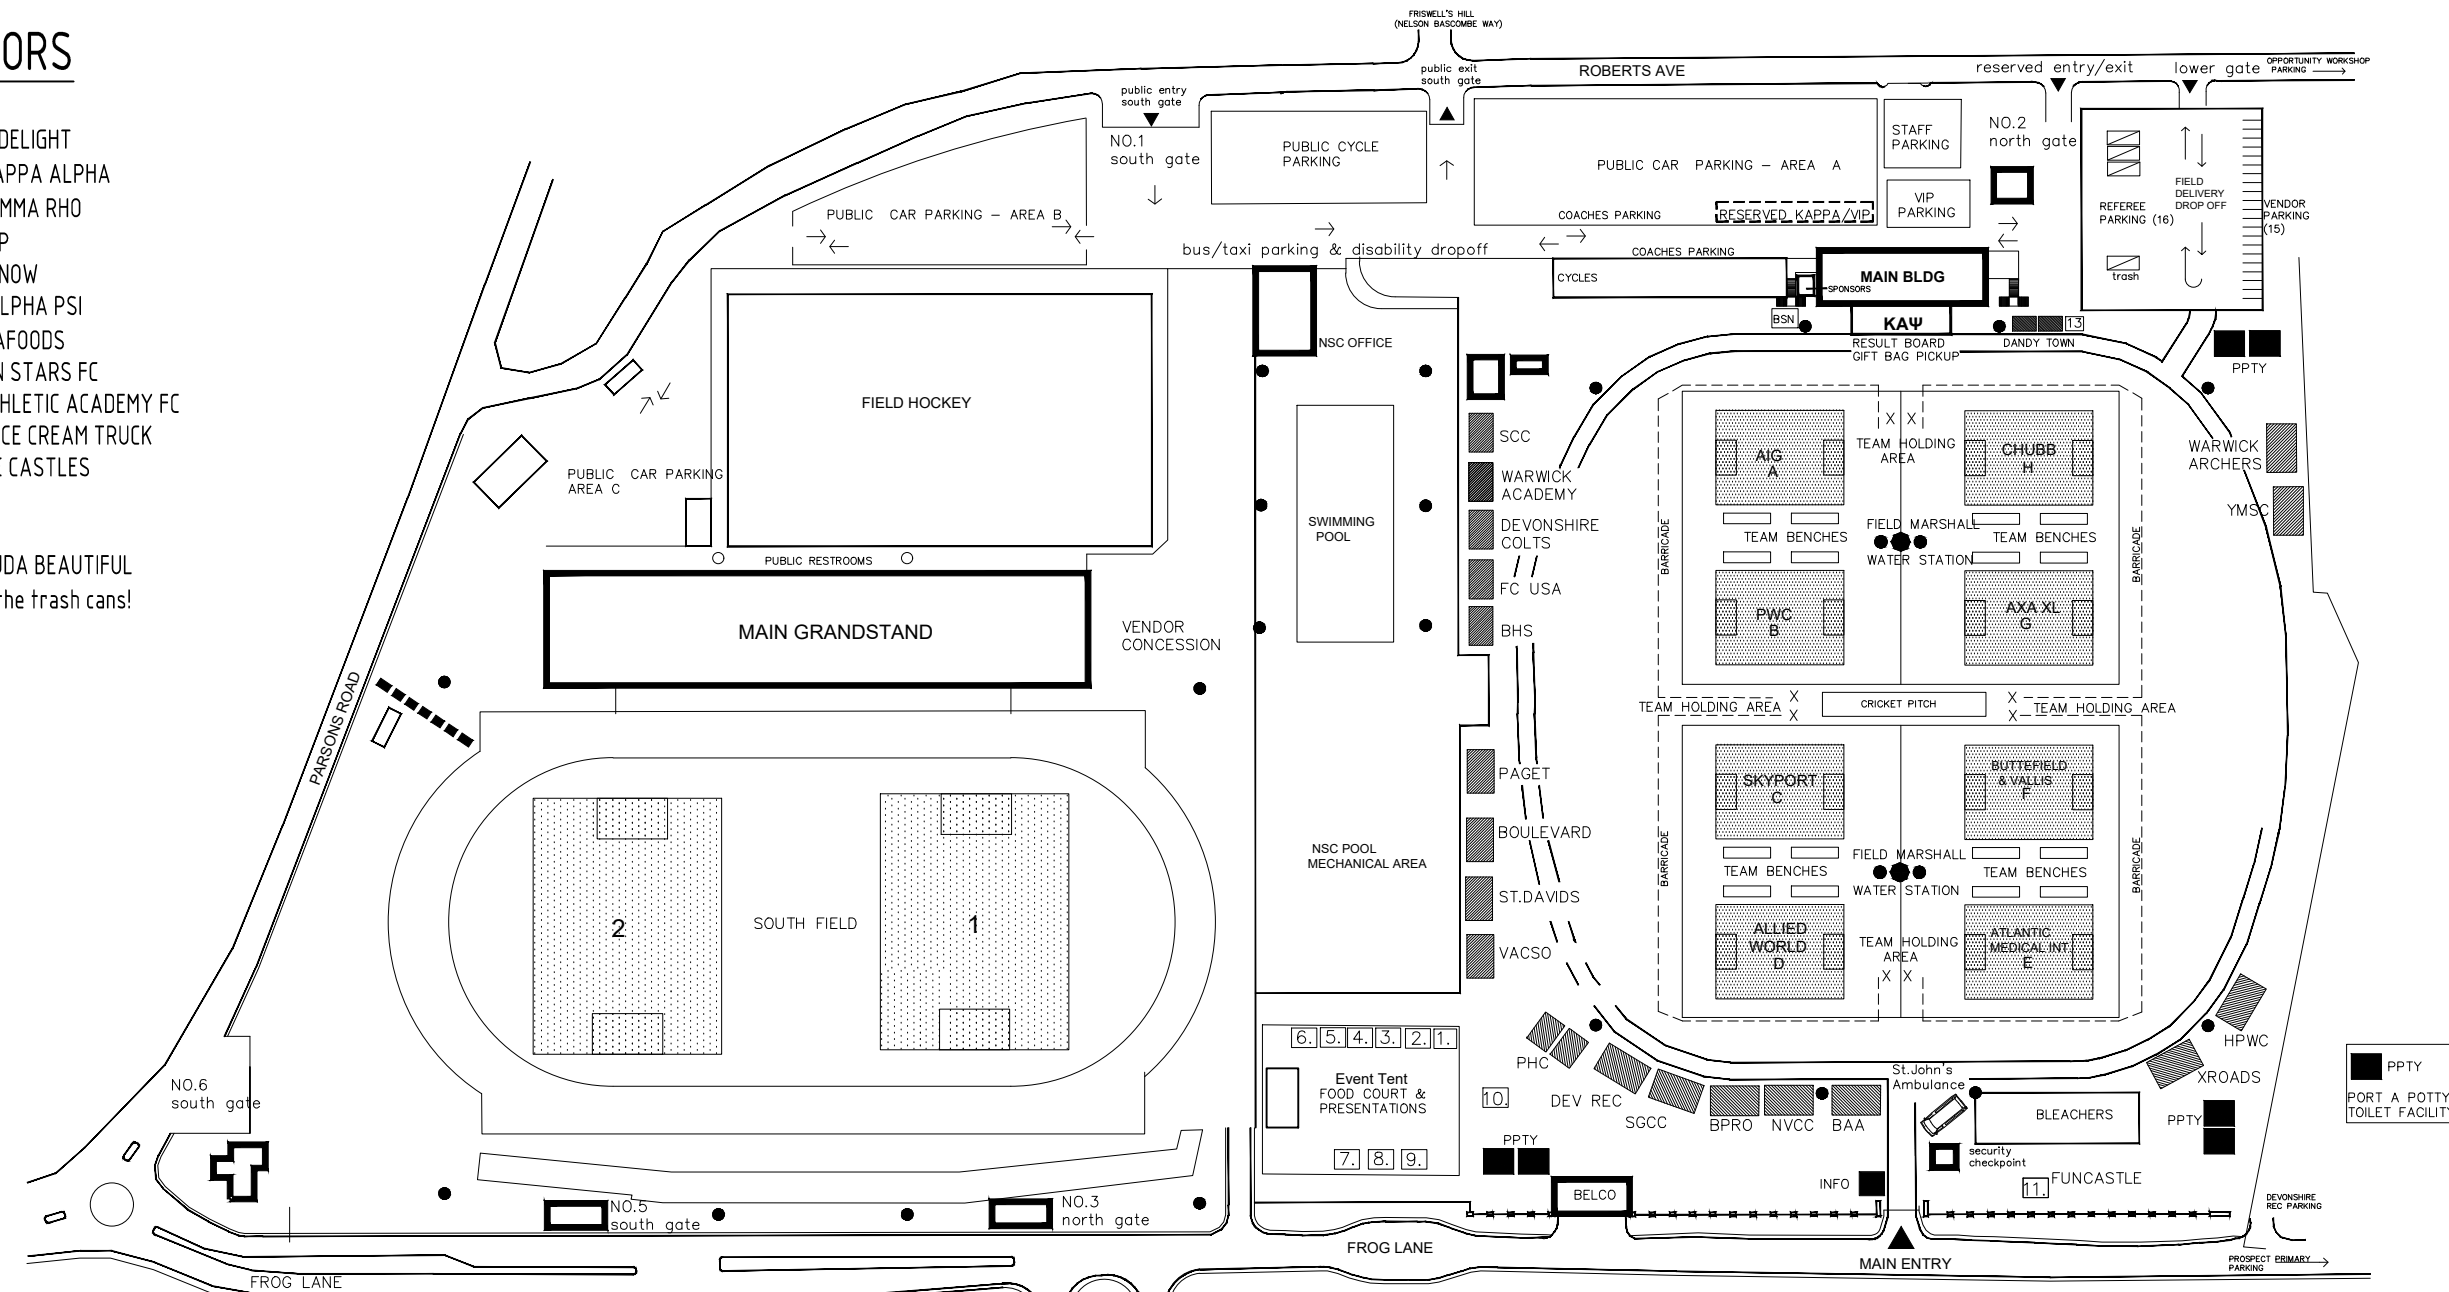 ORS
DELIGHT
APPA ALPHA
MMA RHO
P
NOW
LPHA PSI
AFOODS
N STARS FC
HLETIC ACADEMY FC
CE CREAM TRUCK
E CASTLES
UDA BEAUTIFUL
the trash cans!
FRISWELL'S HILL
(NELSON BASCOMBE WAY)
public exit
south gate
ROBERTS AVE
reserved entry/exit
lower gate
OPPORTUNITY WORKSHOP
PARKING
public entry
south gate
NO.1
south gate
PUBLIC CYCLE
PARKING
PUBLIC CAR PARKING - AREA A
COACHES PARKING
RESERVED KAPPA/VIP
STAFF
PARKING
VIP
PARKING
NO.2
north gate
REFEREE
PARKING (16)
FIELD
DELIVERY
DROP OFF
VENDOR
PARKING
(15)
trash
PUBLIC CAR PARKING - AREA B
bus/taxi parking & disability dropoff
COACHES PARKING
CYCLES
MAIN BLDG
SPONSORS
BSN
ΚΑΨ
13
RESULT BOARD
GIFT BAG PICKUP
DANDY TOWN
PPTY
NSC OFFICE
FIELD HOCKEY
PUBLIC CAR PARKING
AREA C
PUBLIC RESTROOMS
MAIN GRANDSTAND
VENDOR
CONCESSION
SWIMMING
POOL
SCC
WARWICK
ACADEMY
DEVONSHIRE
COLTS
FC USA
BHS
AIG
A
X X
TEAM HOLDING
AREA
CHUBB
H
WARWICK
ARCHERS
YMSC
BARRICADE
TEAM BENCHES
FIELD MARSHALL
WATER STATION
TEAM BENCHES
BARRICADE
PWC
B
AXA XL
G
TEAM HOLDING AREA
X
X
CRICKET PITCH
X
X
TEAM HOLDING AREA
PARSONS ROAD
PAGET
BOULEVARD
ST.DAVIDS
VACSO
NSC POOL
MECHANICAL AREA
SKYPORT
C
BUTTEFIELD
& VALLIS
F
BARRICADE
TEAM BENCHES
FIELD MARSHALL
WATER STATION
TEAM BENCHES
BARRICADE
ALLIED
WORLD
D
TEAM HOLDING
AREA
X X
ATLANTIC
MEDICAL INT.
E
2
SOUTH FIELD
1
6. 5. 4. 3. 2. 1.
Event Tent
FOOD COURT &
PRESENTATIONS
7. 8. 9.
10.
PHC
DEV REC
SGCC
BPRO
NVCC
BAA
St.John's
Ambulance
BLEACHERS
HPWC
XROADS
PPTY
PPTY
PORT A POTTY
TOILET FACILITY
PPTY
BELCO
INFO
security
checkpoint
11.
FUNCASTLE
NO.6
south gate
NO.5
south gate
NO.3
north gate
FROG LANE
FROG LANE
MAIN ENTRY
DEVONSHIRE
REC PARKING
PROSPECT PRIMARY
PARKING